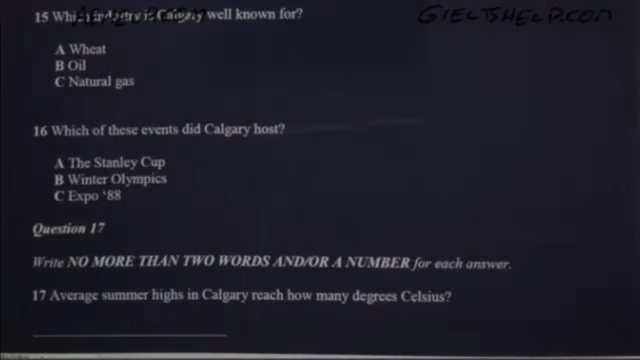 GIELTSHELP.COM
15 Which industry is Calgary well known for?
A Wheat
B Oil
C Natural gas
16 Which of these events did Calgary host?
A The Stanley Cup
B Winter Olympics
C Expo ‘88
Question 17
Write NO MORE THAN TWO WORDS AND/OR A NUMBER for each answer.
17 Average summer highs in Calgary reach how many degrees Celsius?